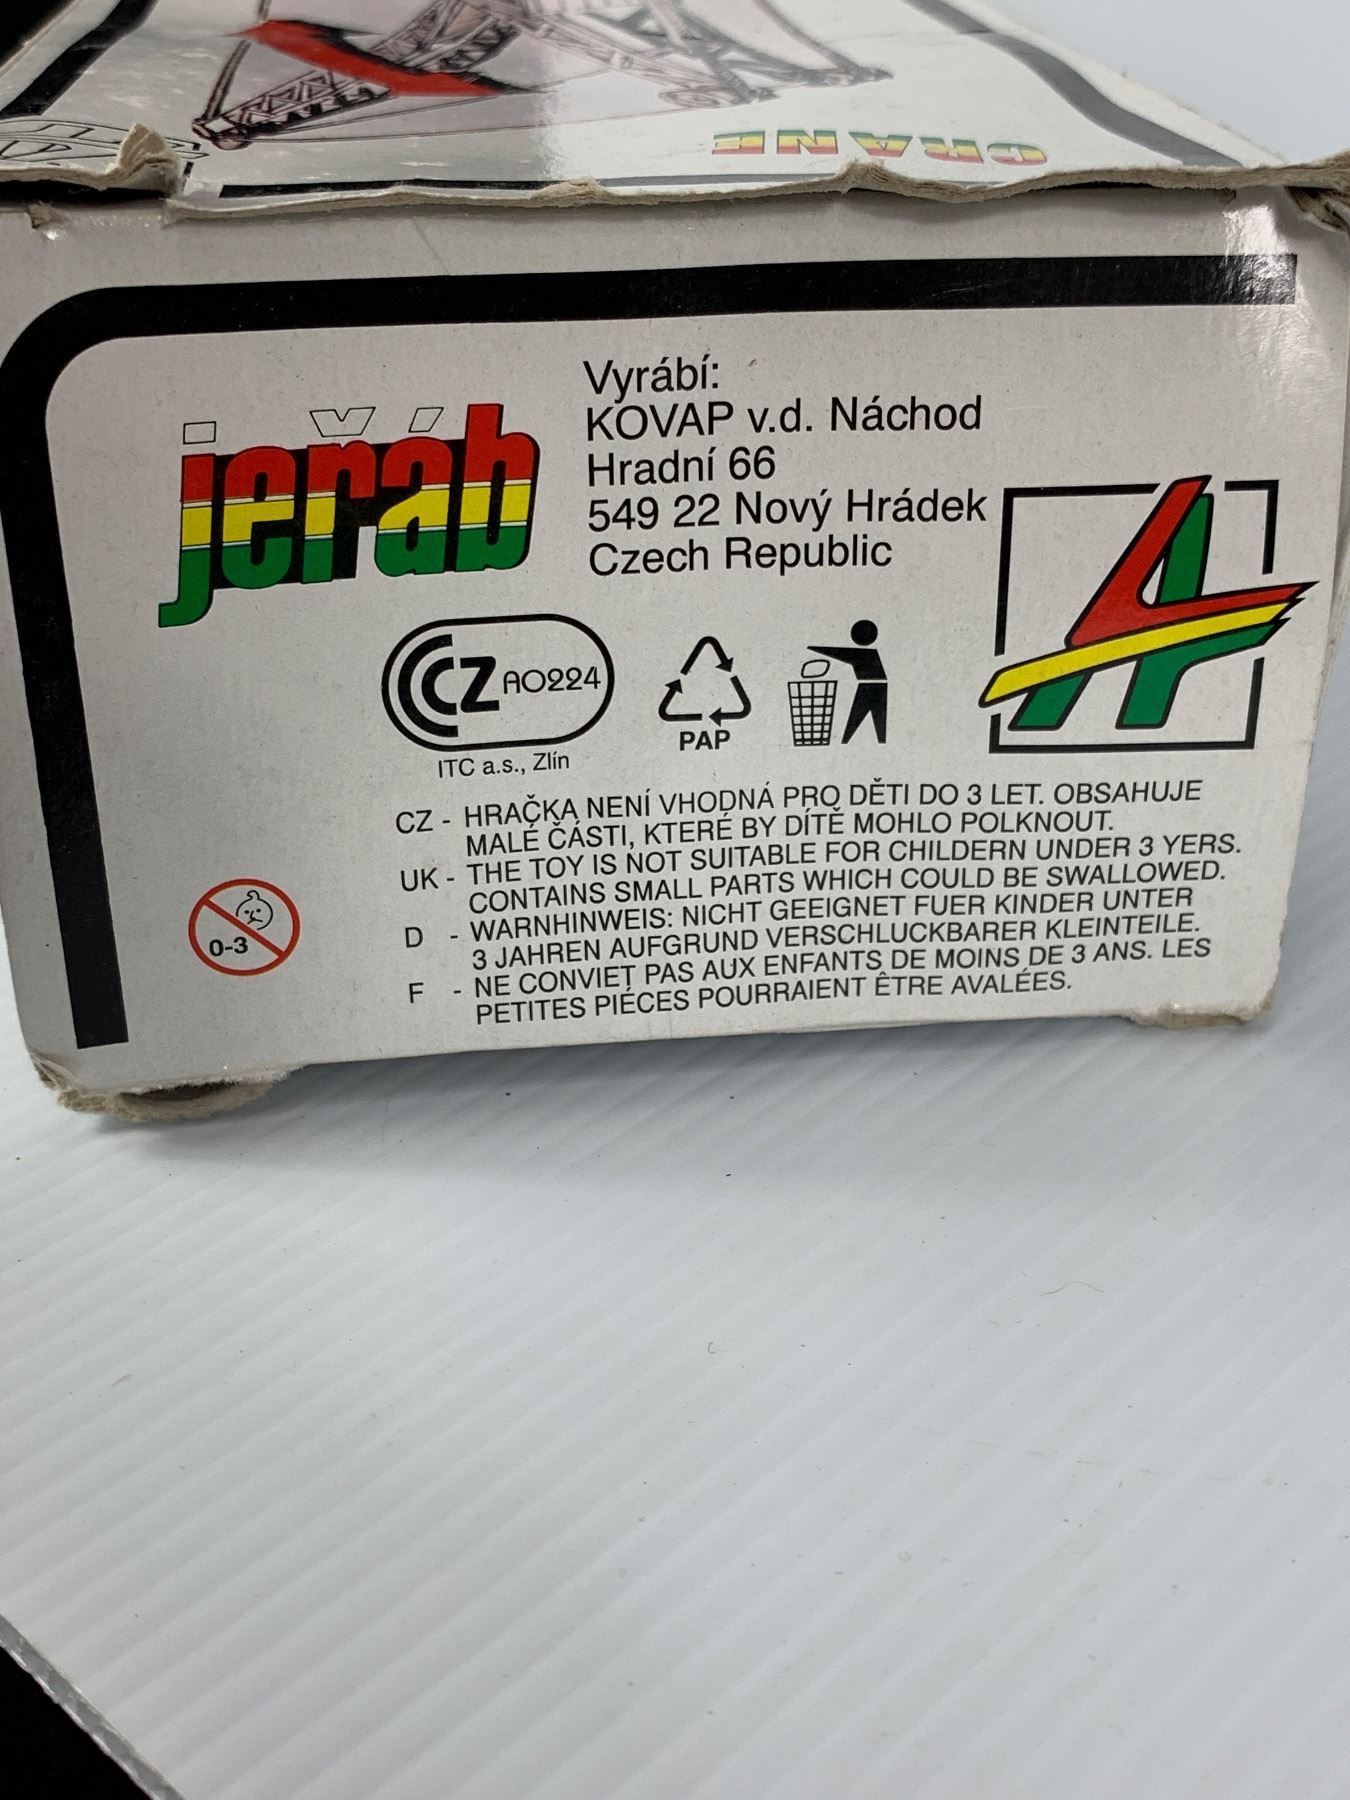 CRANE
jeřáb
Vyrábí:
KOVAP v.d. Náchod
Hradní 66
549 22 Nový Hrádek
Czech Republic
CCZ AO224
ITC a.s., Zlín
PAP
0-3
CZ - HRAČKA NENÍ VHODNÁ PRO DĚTI DO 3 LET. OBSAHUJE
MALÉ ČÁSTI, KTERÉ BY DÍTĚ MOHLO POLKNOUT.
UK - THE TOY IS NOT SUITABLE FOR CHILDERN UNDER 3 YERS.
CONTAINS SMALL PARTS WHICH COULD BE SWALLOWED.
D - WARNHINWEIS: NICHT GEEIGNET FUER KINDER UNTER
3 JAHREN AUFGRUND VERSCHLUCKBARER KLEINTEILE.
F - NE CONVIET PAS AUX ENFANTS DE MOINS DE 3 ANS. LES
PETITES PIÉCES POURRAIENT ÊTRE AVALÉES.